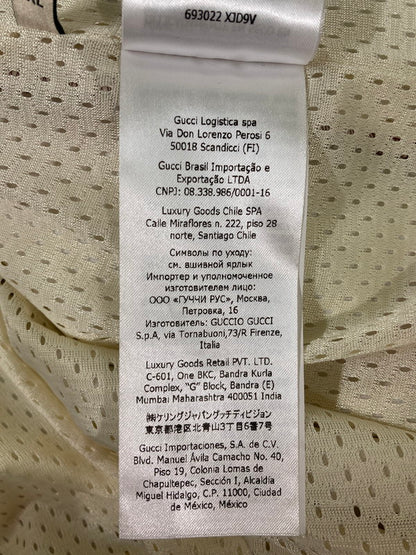 693022 XJD9V
Gucci Logistica spa
Via Don Lorenzo Perosi 6
50018 Scandicci (FI)
Gucci Brasil Importação e
Exportação LTDA
CNPJ: 08.338.986/0001-16
Luxury Goods Chile SPA
Calle Miraflores n. 222, piso 28
norte, Santiago Chile
Символы по уходу:
см. вшивной ярлык
Импортер и уполномоченное
изготовителем лицо:
ООО «ГУЧЧИ РУС», Москва,
Петровка, 16
Изготовитель: GUCCIO GUCCI
S.p.A, via Tornabuoni,73/R Firenze,
Italia
Luxury Goods Retail PVT. LTD.
C-601, One BKC, Bandra Kurla
Complex, "G" Block, Bandra (E)
Mumbai Maharashtra 400051 India
㈱ケリングジャパングッチディビジョン
東京都港区北青山3丁目6番7号
Gucci Importaciones, S.A. de C.V.
Blvd. Manuel Ávila Camacho No. 40,
Piso 19, Colonia Lomas de
Chapultepec, Sección I, Alcaldía
Miguel Hidalgo, C.P. 11000, Ciudad
de México, México